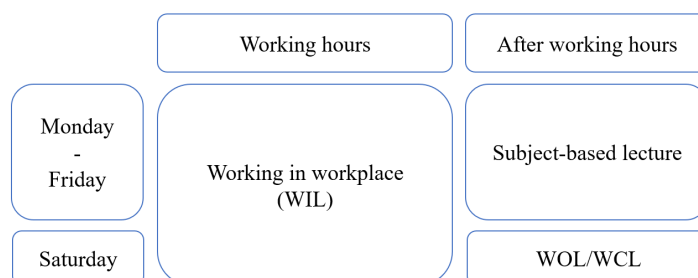 Working hours
After working hours
Monday
-
Friday
Working in workplace
(WIL)
Subject-based lecture
Saturday
WOL/WCL